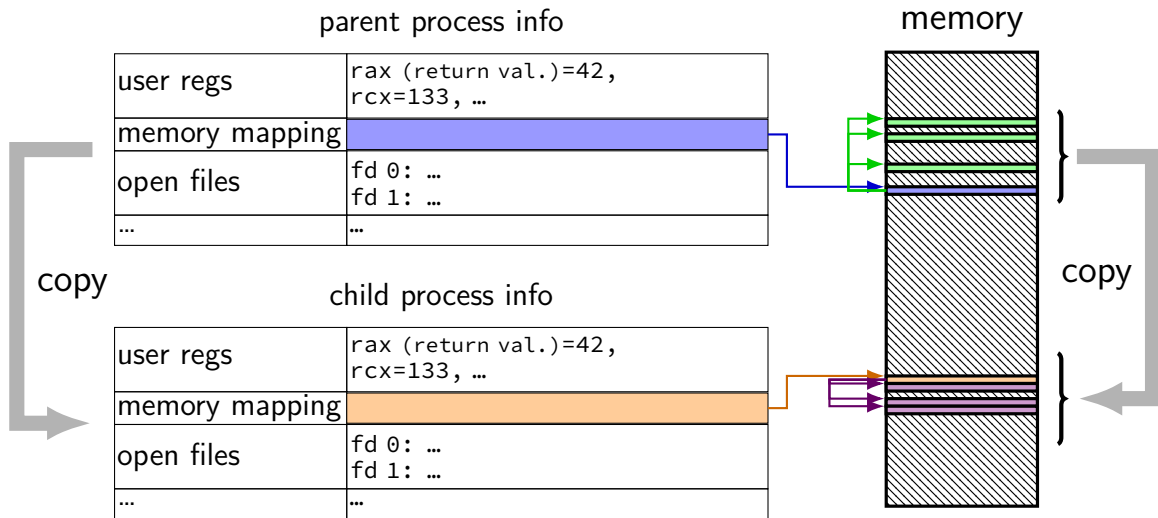 parent process info
memory
user regs
rax (return val.)=42,
rcx=133, …
memory mapping
open files
fd 0: …
fd 1: …
…
…
copy
copy
child process info
user regs
rax (return val.)=42,
rcx=133, …
memory mapping
open files
fd 0: …
fd 1: …
…
…